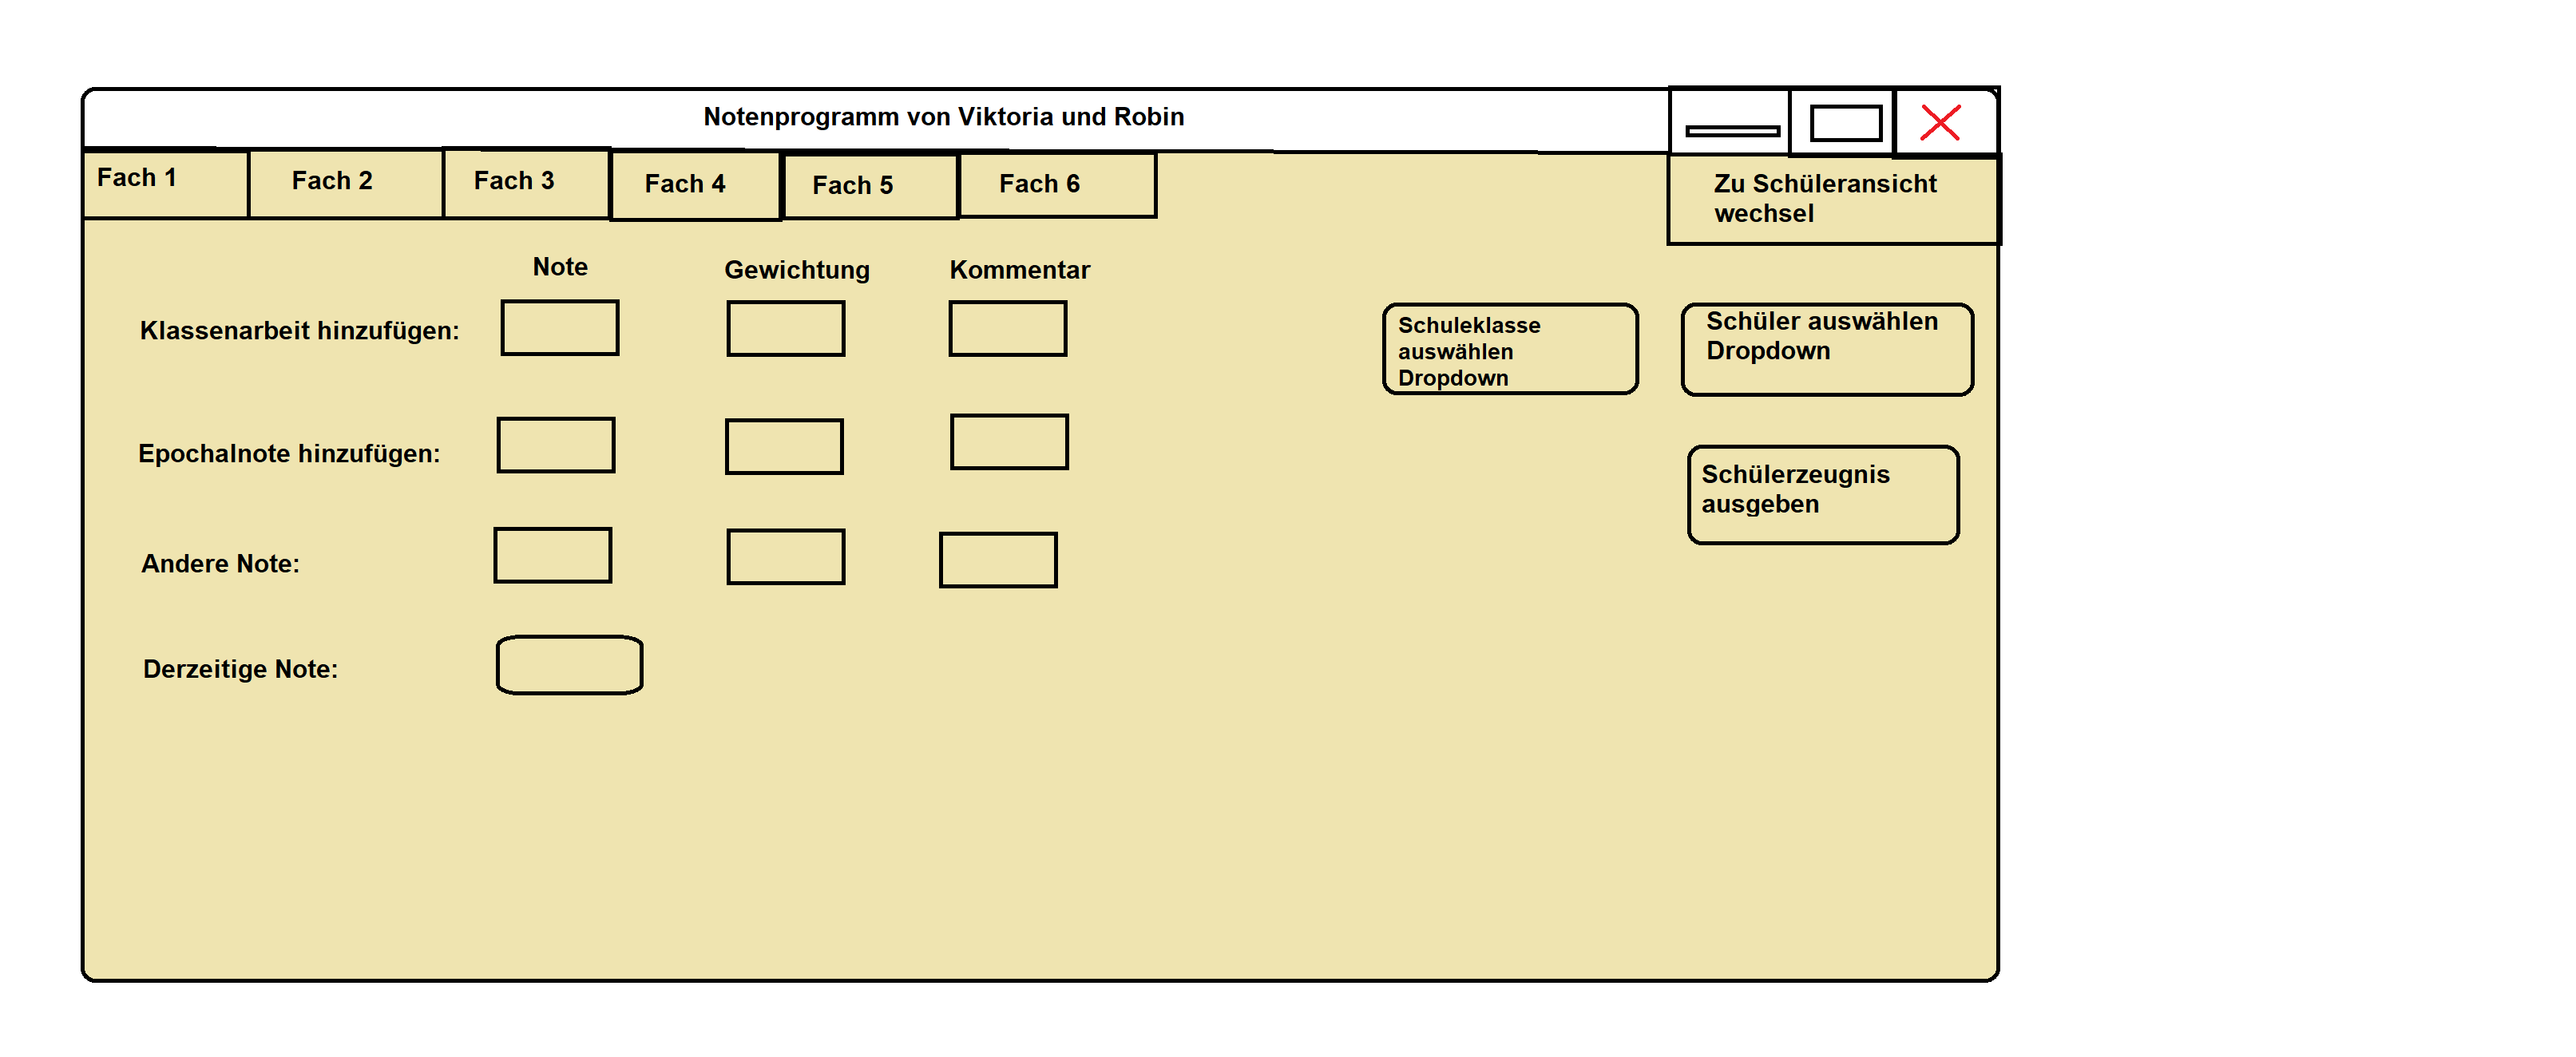 Notenprogramm von Viktoria und Robin
Fach 1
Fach 2
Fach 3
Fach 4
Fach 5
Fach 6
Zu Schüleransicht
wechsel
Note
Gewichtung
Kommentar
Klassenarbeit hinzufügen:
Schuleklasse
auswählen
Dropdown
Schüler auswählen
Dropdown
Epochalnote hinzufügen:
Schülerzeugnis
ausgeben
Andere Note:
Derzeitige Note: